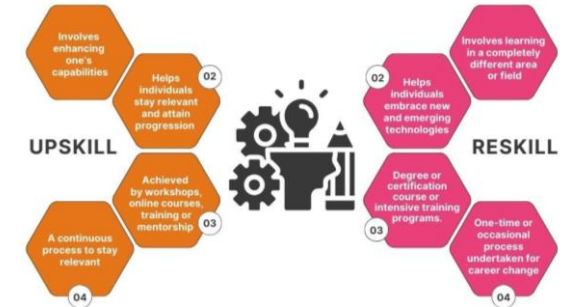 Involves
enhancing
one's
capabilities
02
Helps
individuals
stay relevant
and attain
progression
UPSKILL
Achieved
by workshops,
online courses,
training or
mentorship
03
A continuous
process to stay
relevant
04
Involves learning
in a completely
different area
or field
02
Helps
individuals
embrace new
and emerging
technologies
RESKILL
Degree or
certification
course or
intensive training
programs.
03
One-time or
occasional
process
undertaken for
career change
04